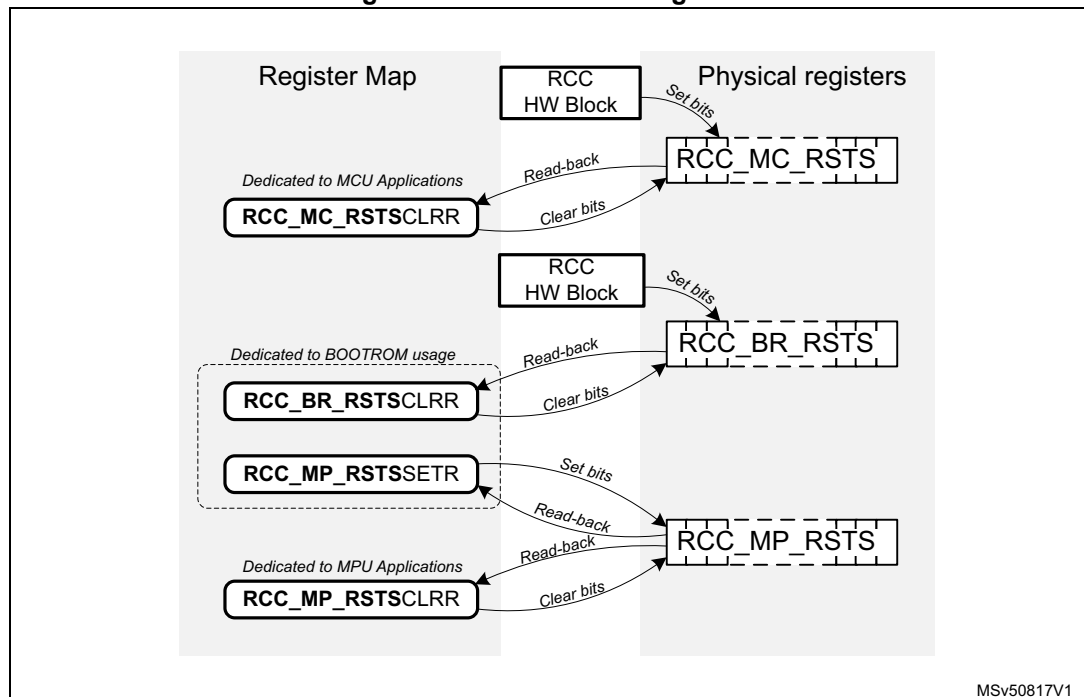 Register Map
RCC
HW Block
Physical registers
Set bits
RCC_MC_RSTS
Read-back
Dedicated to MCU Applications
Clear bits
RCC_MC_RSTSCLRR
RCC
HW Block
Set bits
RCC_BR_RSTS
Read-back
Dedicated to BOOTROM usage
RCC_BR_RSTSCLRR
Clear bits
RCC_MP_RSTSSETR
Set bits
Read-back
RCC_MP_RSTS
Read-back
Dedicated to MPU Applications
RCC_MP_RSTSCLRR
Clear bits
MSv50817V1